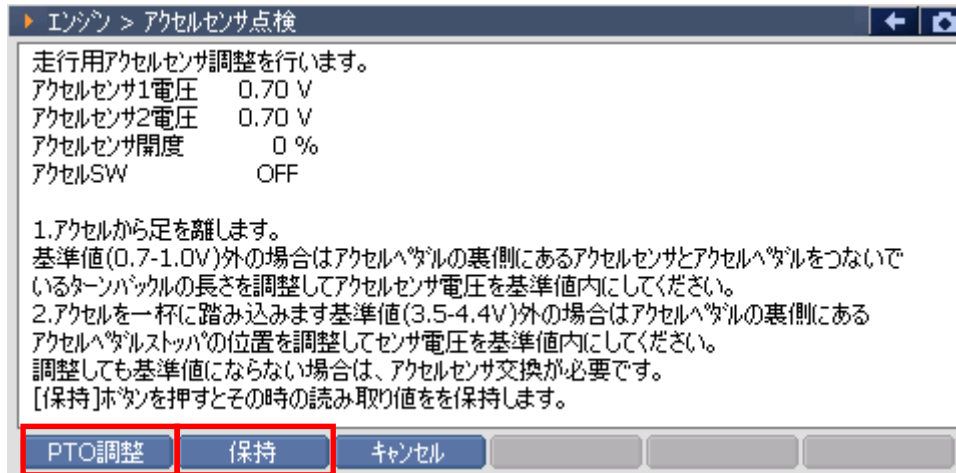 エンジン > アクセルセンサ点検
走行用アクセルセンサ調整を行います。
アクセルセンサ1電圧 0.70 V
アクセルセンサ2電圧 0.70 V
アクセルセンサ開度 0 %
アクセルSW OFF
1.アクセルから足を離します。
基準値(0.7-1.0V)外の場合はアクセルペダルの裏側にあるアクセルセンサとアクセルペダルをつないで
いるターンバックルの長さを調整してアクセルセンサ電圧を基準値内にしてください。
2.アクセルを一杯に踏み込みます基準値(3.5-4.4V)外の場合はアクセルペダルの裏側にある
アクセルペダルストッパの位置を調整してセンサ電圧を基準値内にしてください。
調整しても基準値にならない場合は、アクセルセンサ交換が必要です。
[保持]ボタンを押すとその時の読み取り値をを保持します。
PTO調整 保持 キャンセル